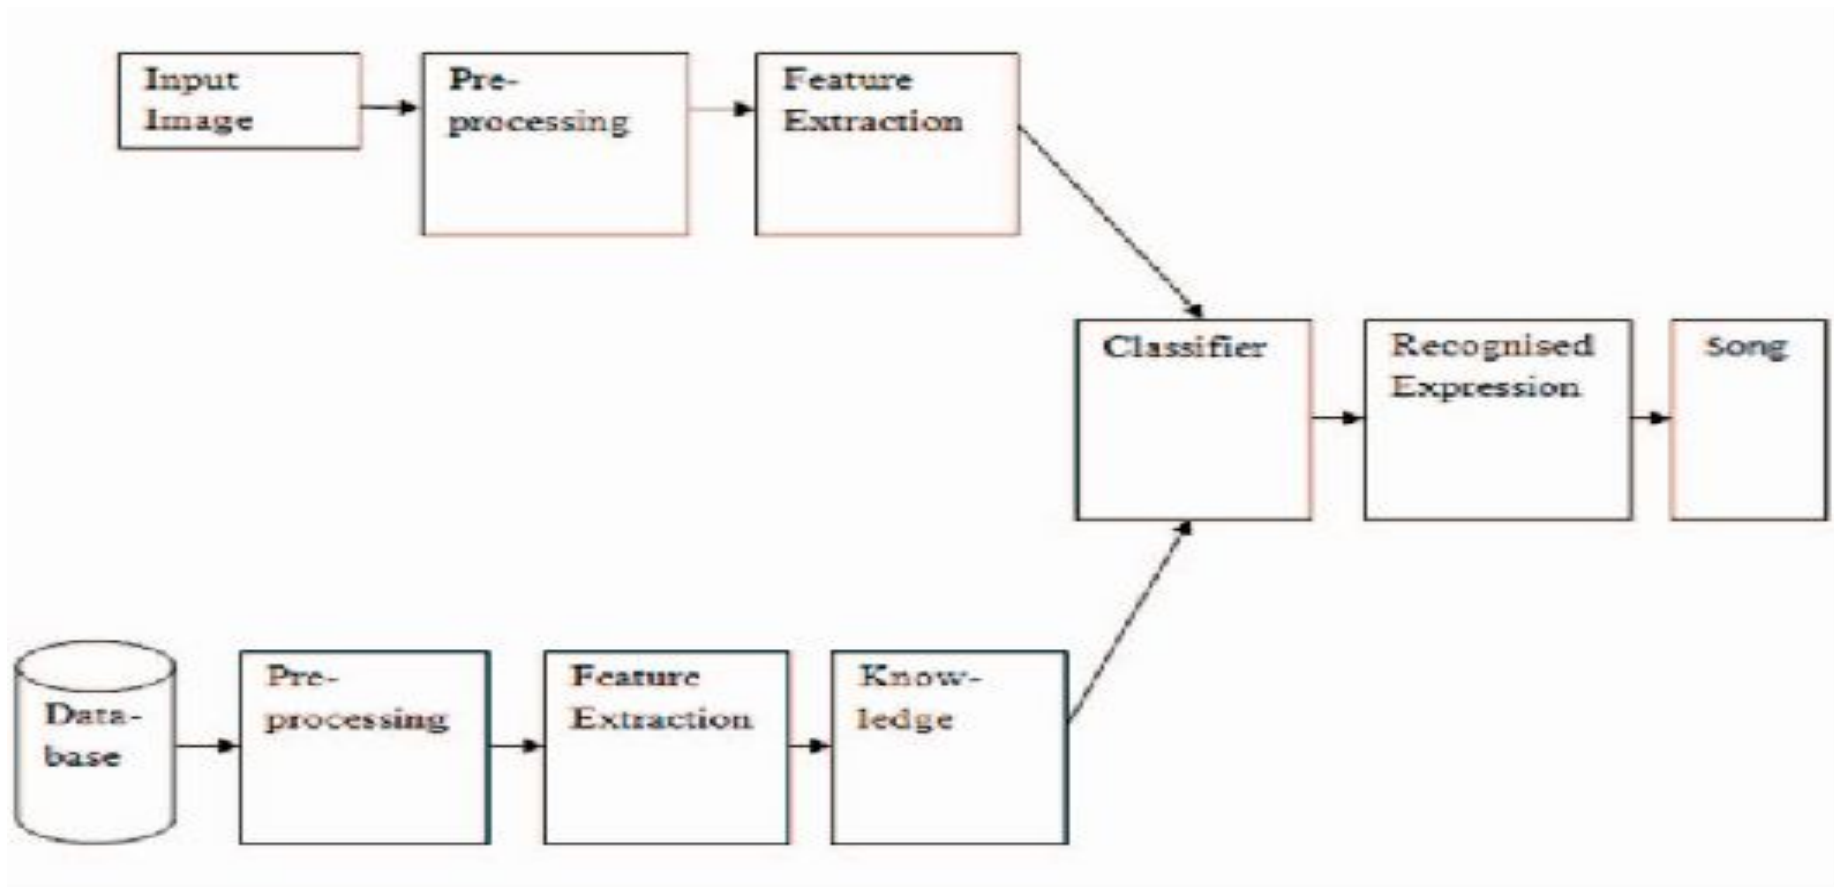 Input
Image
Pre-
processing
Feature
Extraction
Classifier
Recognised
Expression
Song
Data-
base
Pre-
processing
Feature
Extraction
Know-
ledge